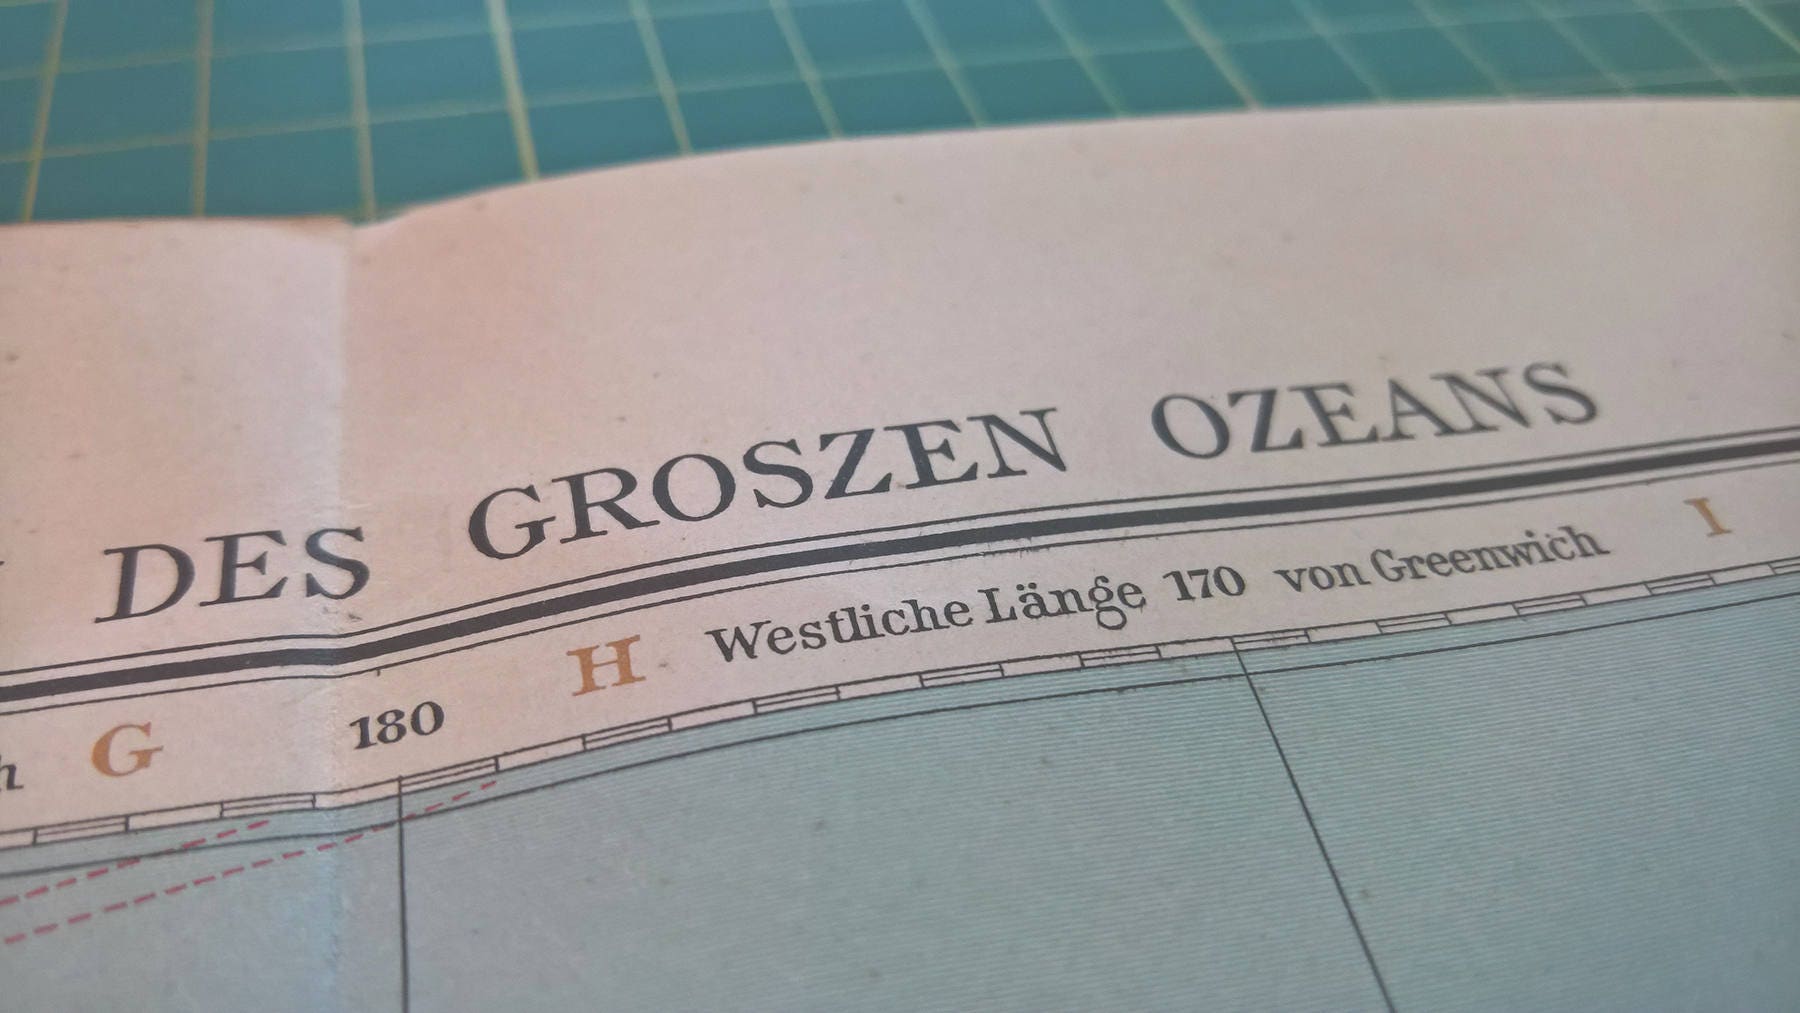 DES GROSZEN OZEANS
G 180 H Westliche Länge 170 von Greenwich I